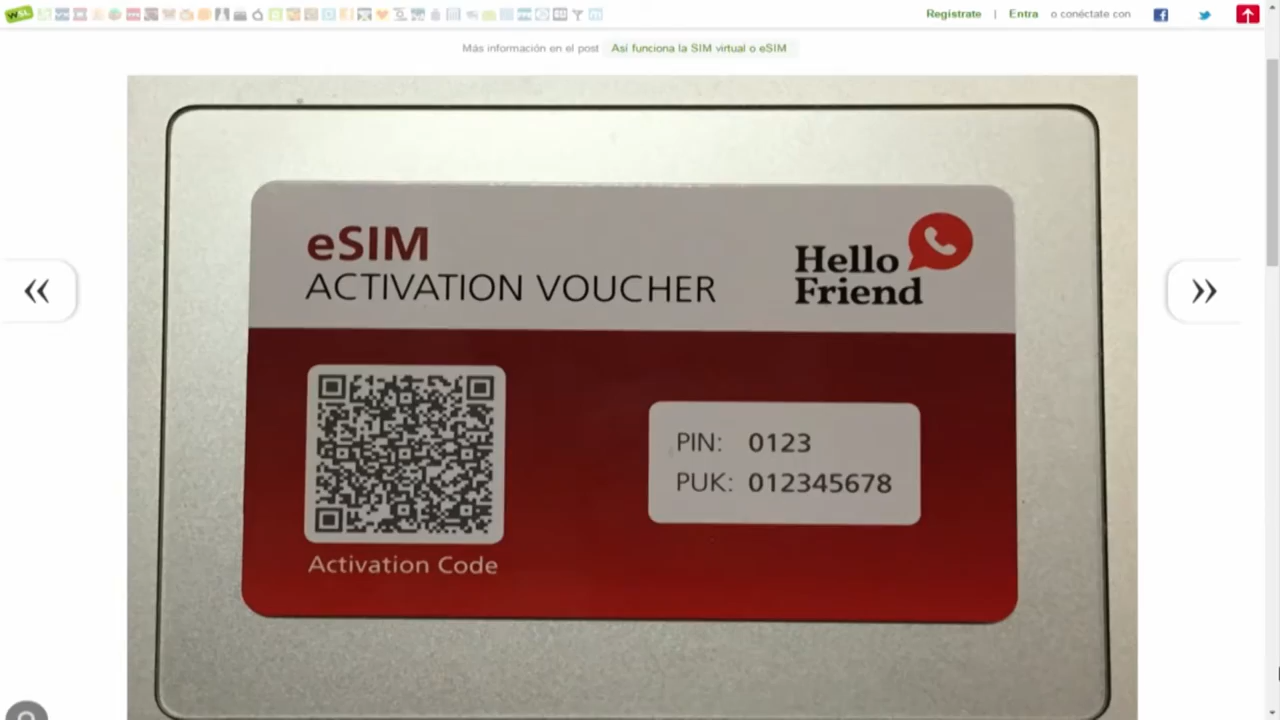 WSL
Regístrate | Entra o conéctate con
Más información en el post Así funciona la SIM virtual o eSIM
eSIM
ACTIVATION VOUCHER
Hello
Friend
PIN: 0123
PUK: 012345678
Activation Code